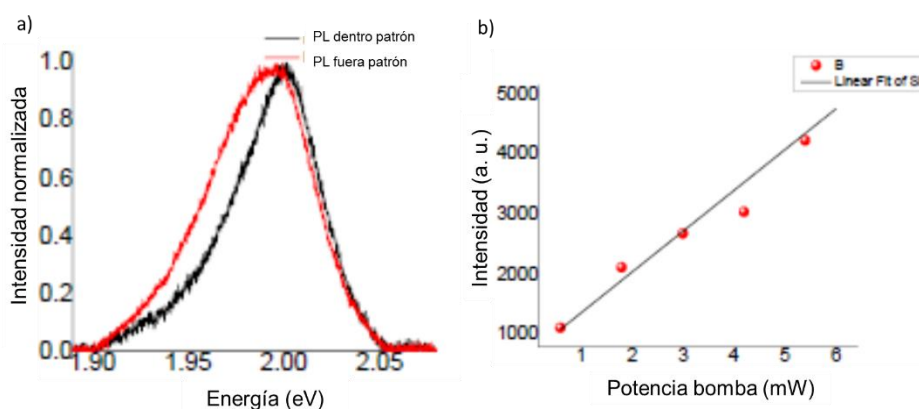 a)
PL dentro patrón
PL fuera patrón
Intensidad normalizada
1.0
0.8
0.6
0.4
0.2
0.0
1.90
1.95
2.00
2.05
Energía (eV)
b)
B
Linear Fit of S
Intensidad (a. u.)
5000
4000
3000
2000
1000
1
2
3
4
5
6
Potencia bomba (mW)